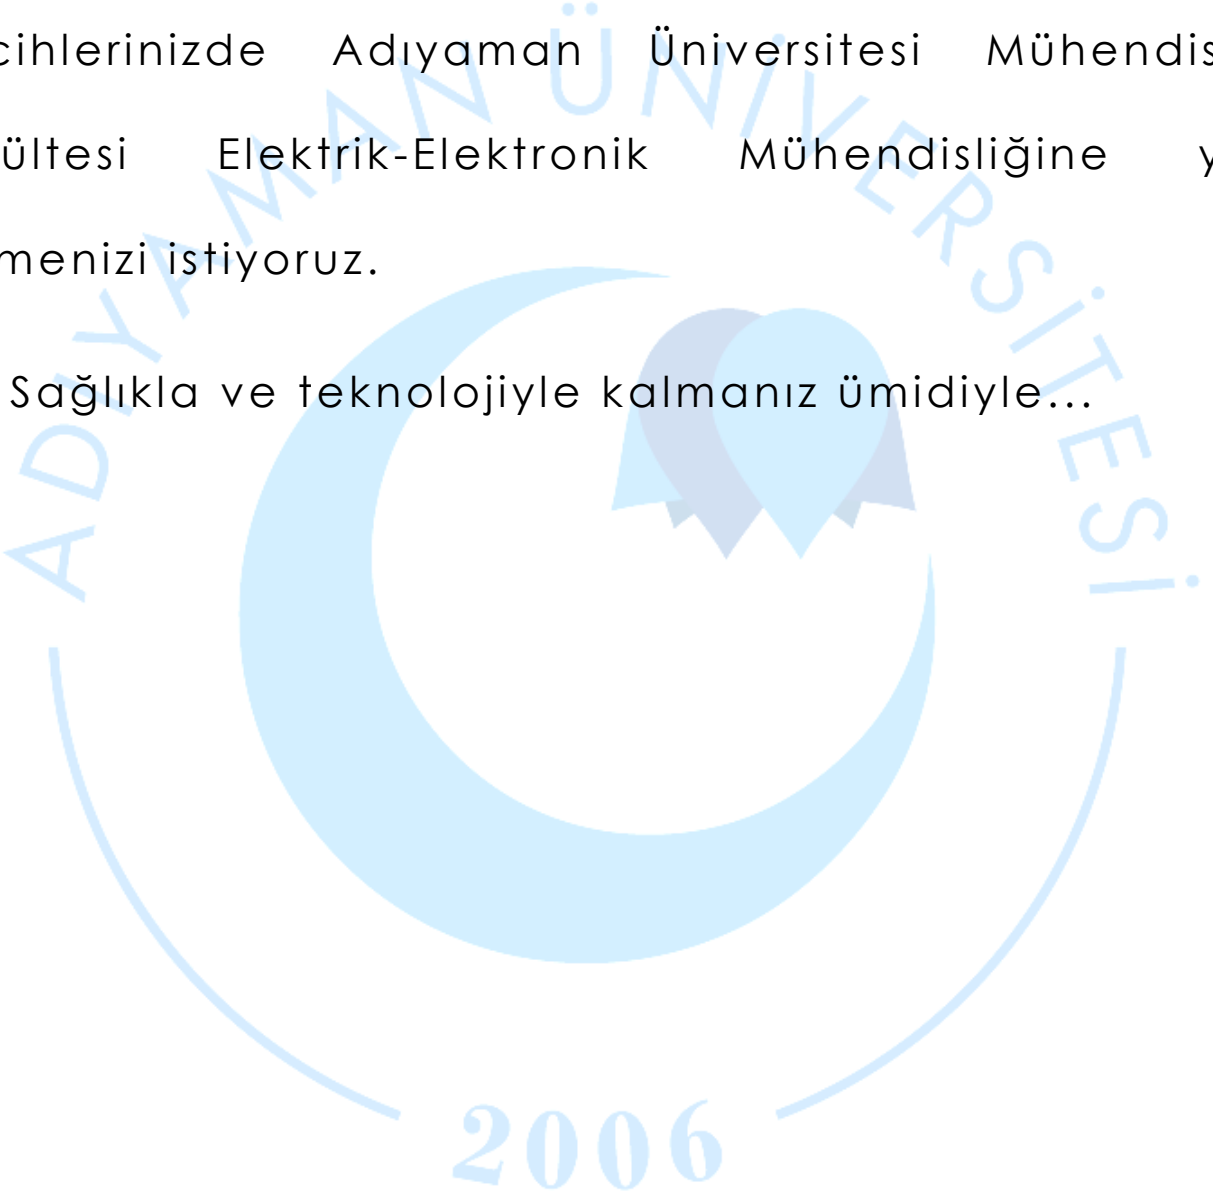 cihlerinizde Adıyaman Üniversitesi Mühendis
ültesi Elektrik-Elektronik Mühendisliğine y
menizi istiyoruz.
Sağlıkla ve teknolojiyle kalmanız ümidiyle...
ADIYAMAN ÜNİVERSİTESİ
2006